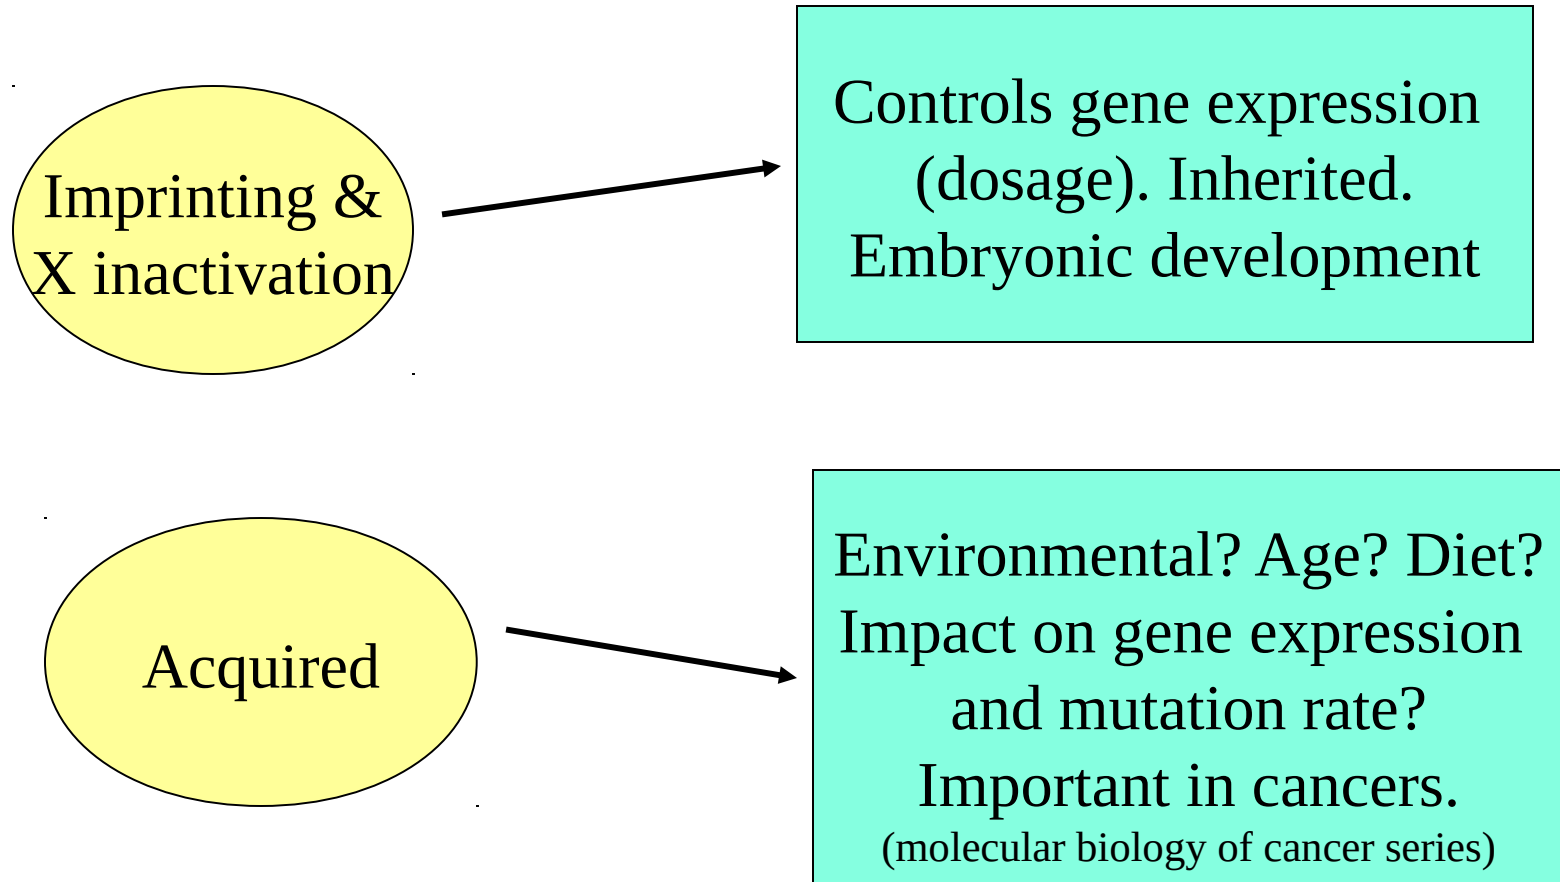 Imprinting &
X inactivation
Controls gene expression
(dosage). Inherited.
Embryonic development
Acquired
Environmental? Age? Diet?
Impact on gene expression
and mutation rate?
Important in cancers.
(molecular biology of cancer series)